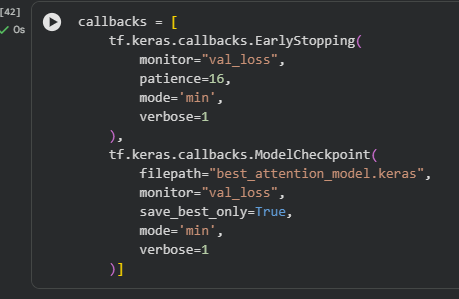 [42]
✓ 0s
callbacks = [
    tf.keras.callbacks.EarlyStopping(
        monitor="val_loss",
        patience=16,
        mode='min',
        verbose=1
    ),
    tf.keras.callbacks.ModelCheckpoint(
        filepath="best_attention_model.keras",
        monitor="val_loss",
        save_best_only=True,
        mode='min',
        verbose=1
    )]